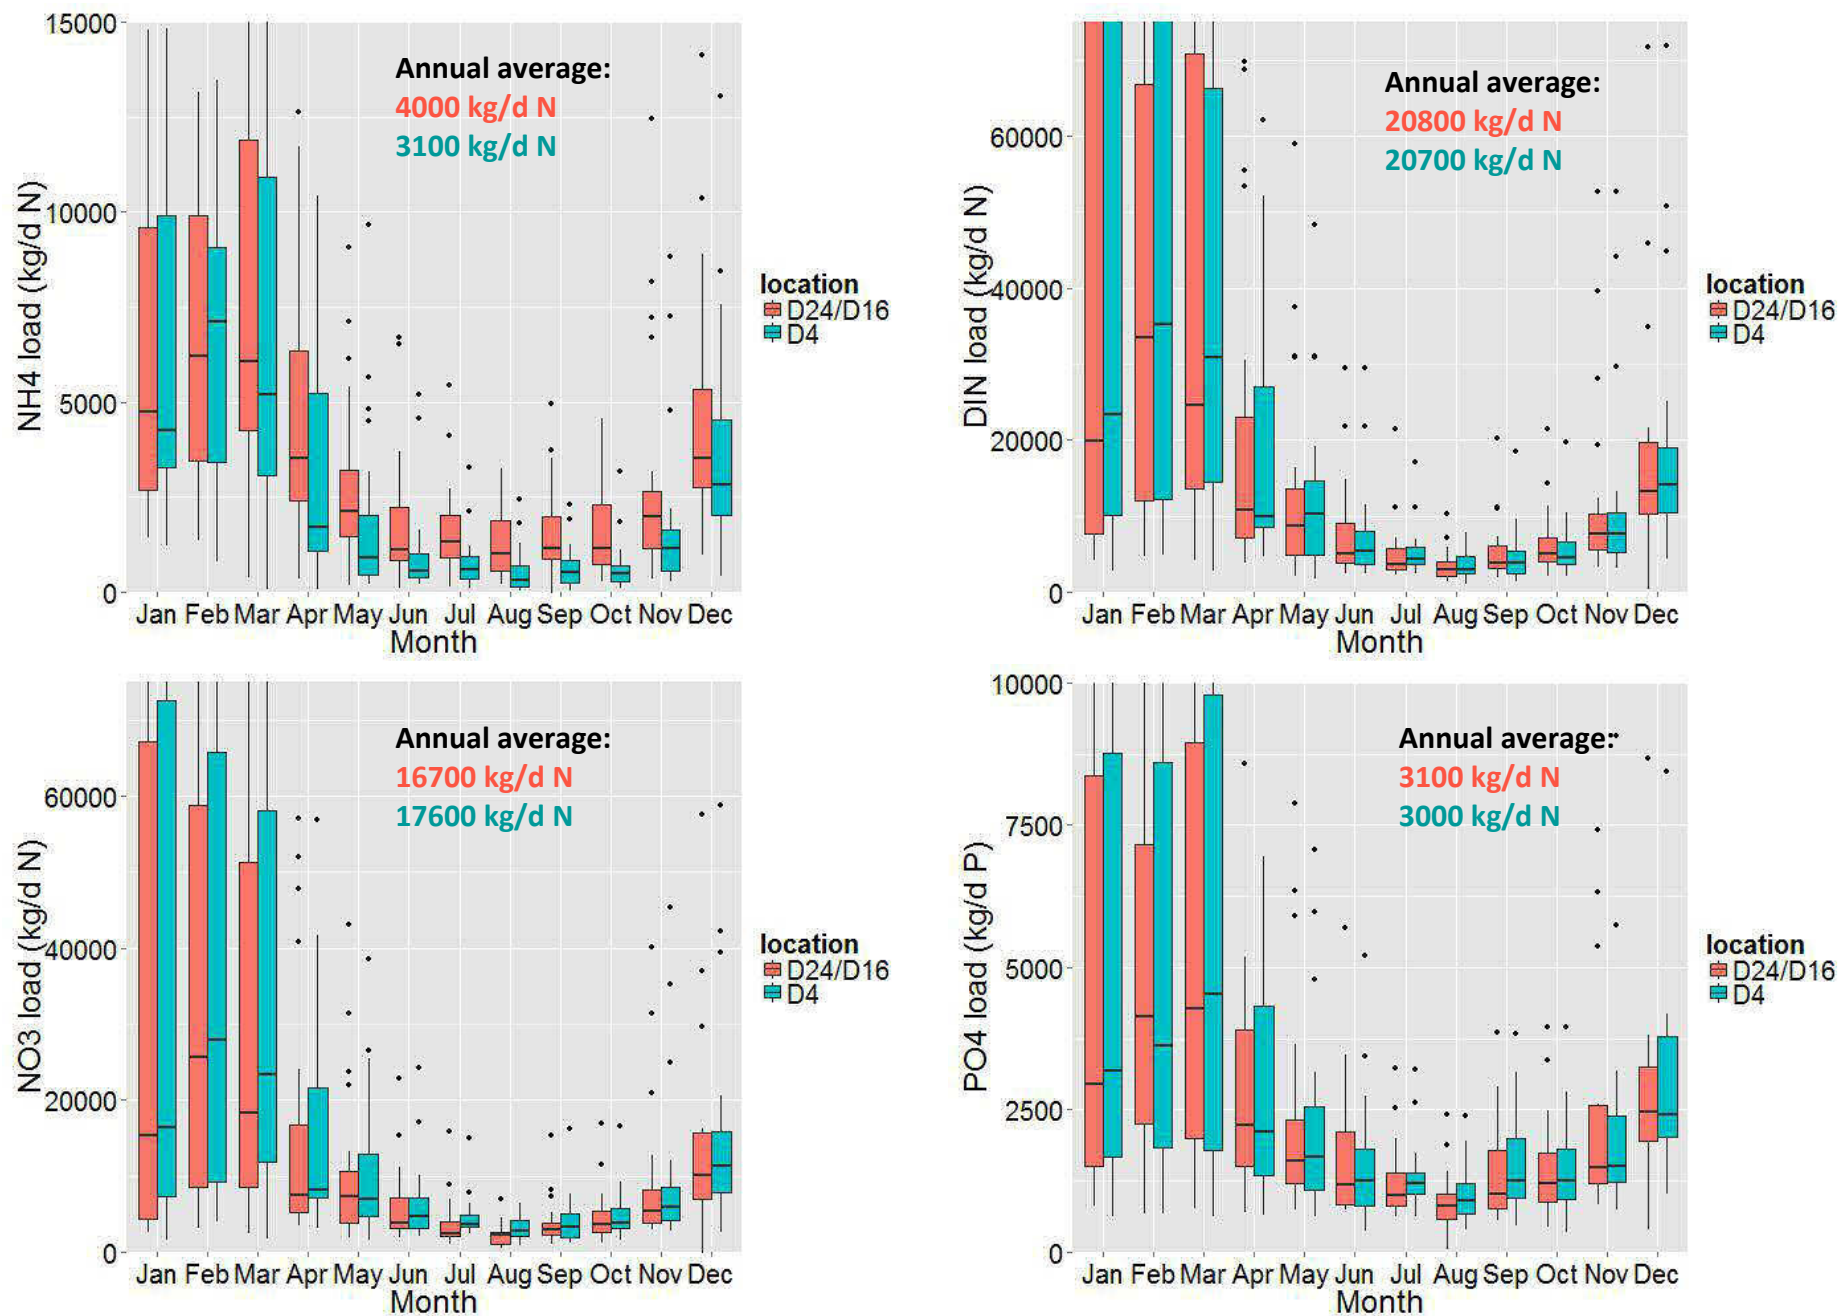 NH4 load (kg/d N)
15000
10000
5000
0
Annual average:
4000 kg/d N
3100 kg/d N
Jan Feb Mar Apr May Jun Jul Aug Sep Oct Nov Dec
Month
location
D24/D16
D4
DIN load (kg/d N)
60000
40000
20000
0
Annual average:
20800 kg/d N
20700 kg/d N
Jan Feb Mar Apr May Jun Jul Aug Sep Oct Nov Dec
Month
location
D24/D16
D4
NO3 load (kg/d N)
60000
40000
20000
0
Annual average:
16700 kg/d N
17600 kg/d N
Jan Feb Mar Apr May Jun Jul Aug Sep Oct Nov Dec
Month
location
D24/D16
D4
PO4 load (kg/d P)
10000
7500
5000
2500
0
Annual average:
3100 kg/d N
3000 kg/d N
Jan Feb Mar Apr May Jun Jul Aug Sep Oct Nov Dec
Month
location
D24/D16
D4